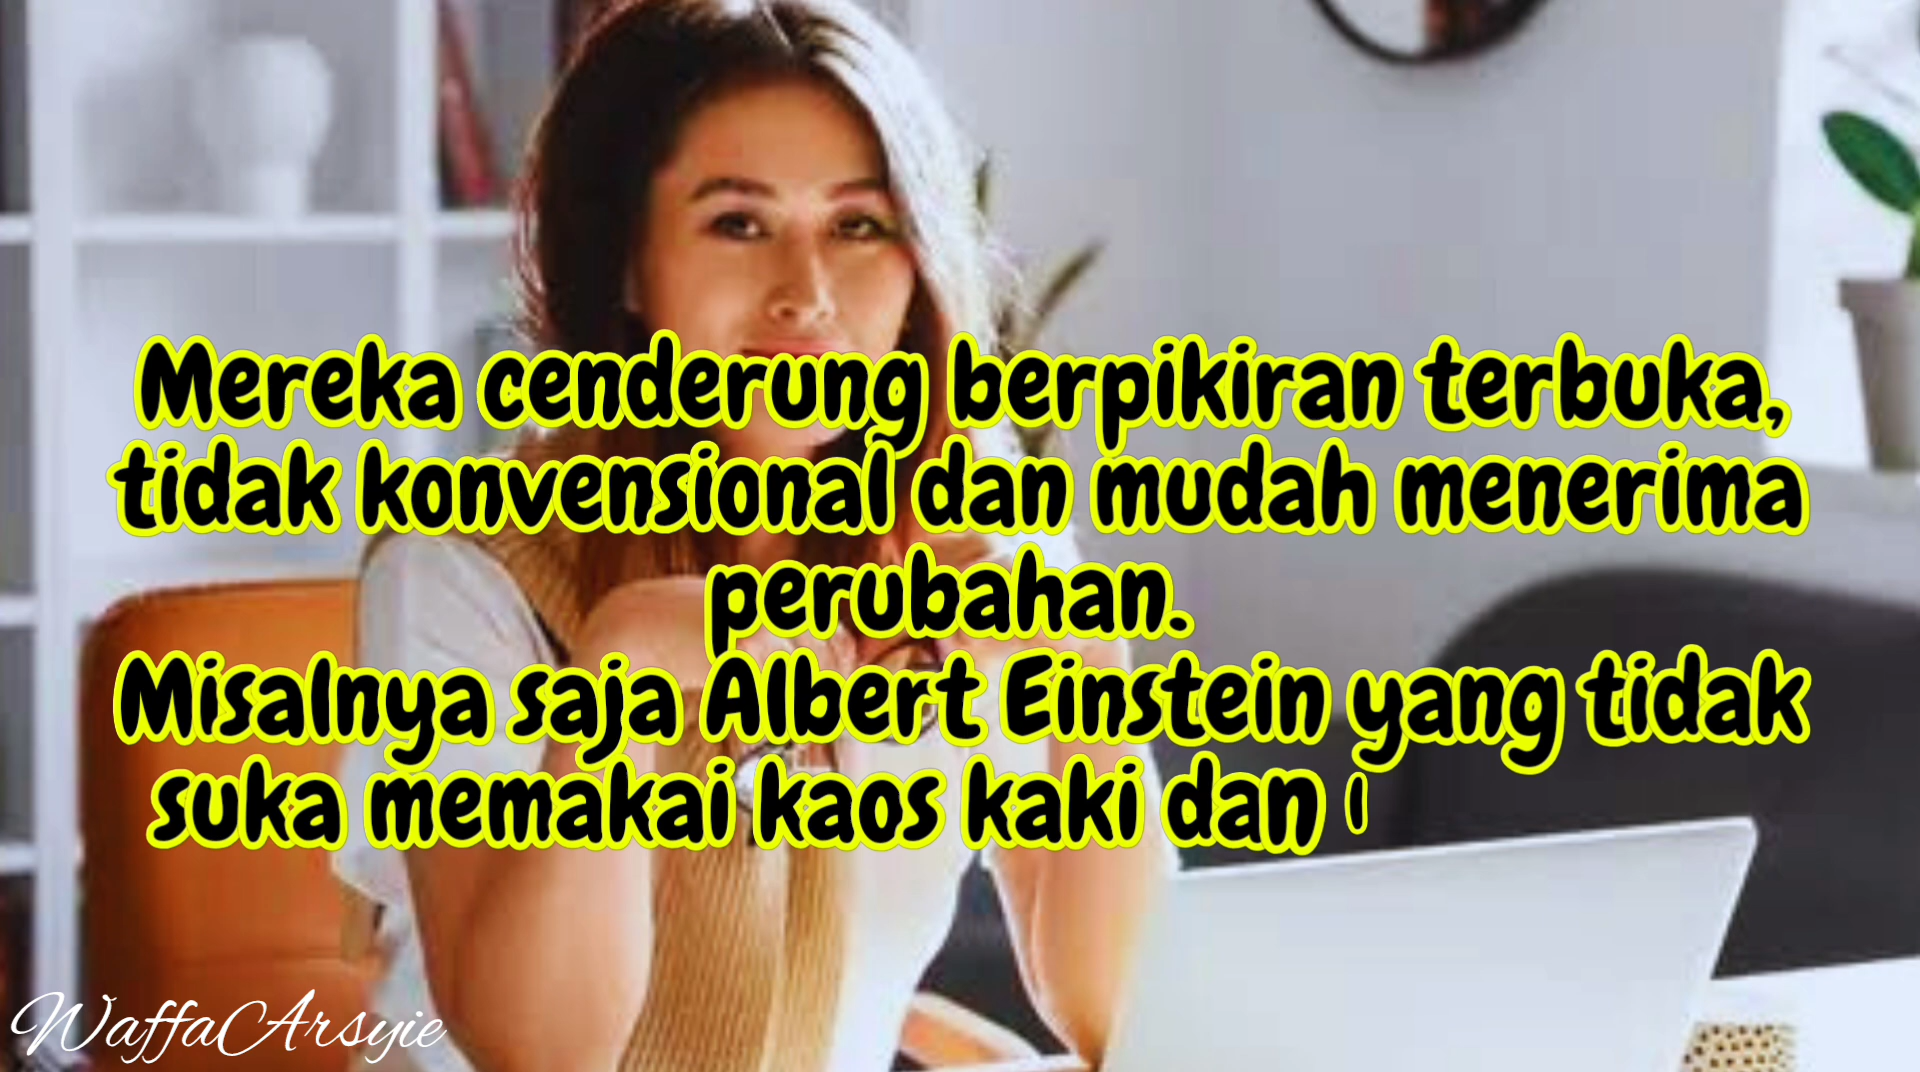 Mereka cenderung berpikiran terbuka,
tidak konvensional dan mudah menerima
perubahan.
Misalnya saja Albert Einstein yang tidak
suka memakai kaos kaki dan
WaffaArsyie